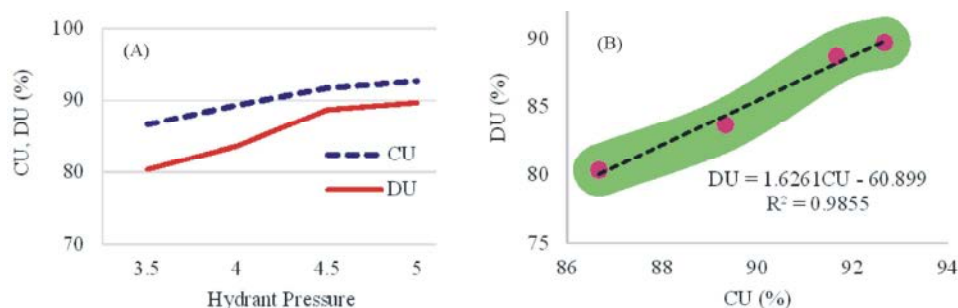 (A)
100
90
80
70
CU, DU (%)
CU
DU
3.5 4 4.5 5
Hydrant Pressure
(B)
90
85
80
75
DU (%)
DU = 1.6261CU - 60.899
R² = 0.9855
86 88 90 92 94
CU (%)